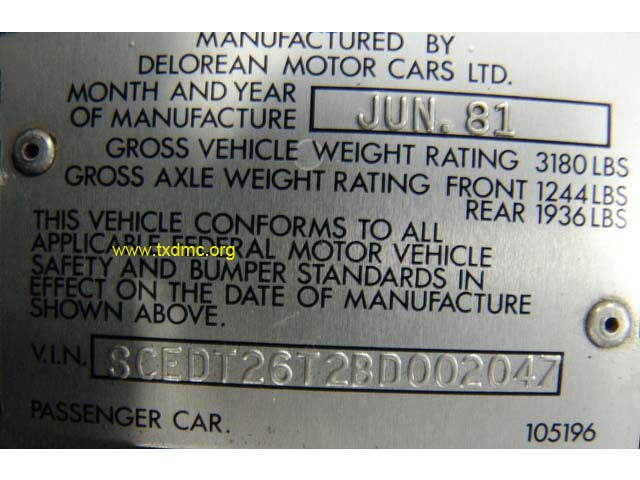 MANUFACTURED BY
DELOREAN MOTOR CARS LTD.
MONTH AND YEAR
OF MANUFACTURE JUN. 81
GROSS VEHICLE WEIGHT RATING 3180 LBS
GROSS AXLE WEIGHT RATING FRONT 1244 LBS
REAR 1936 LBS
THIS VEHICLE CONFORMS TO ALL
APPLICABLE FEDERAL MOTOR VEHICLE
www.txdmc.org
SAFETY AND BUMPER STANDARDS IN
EFFECT ON THE DATE OF MANUFACTURE
SHOWN ABOVE.
V.I.N. SCEDT26T2BD002047
PASSENGER CAR. 105196